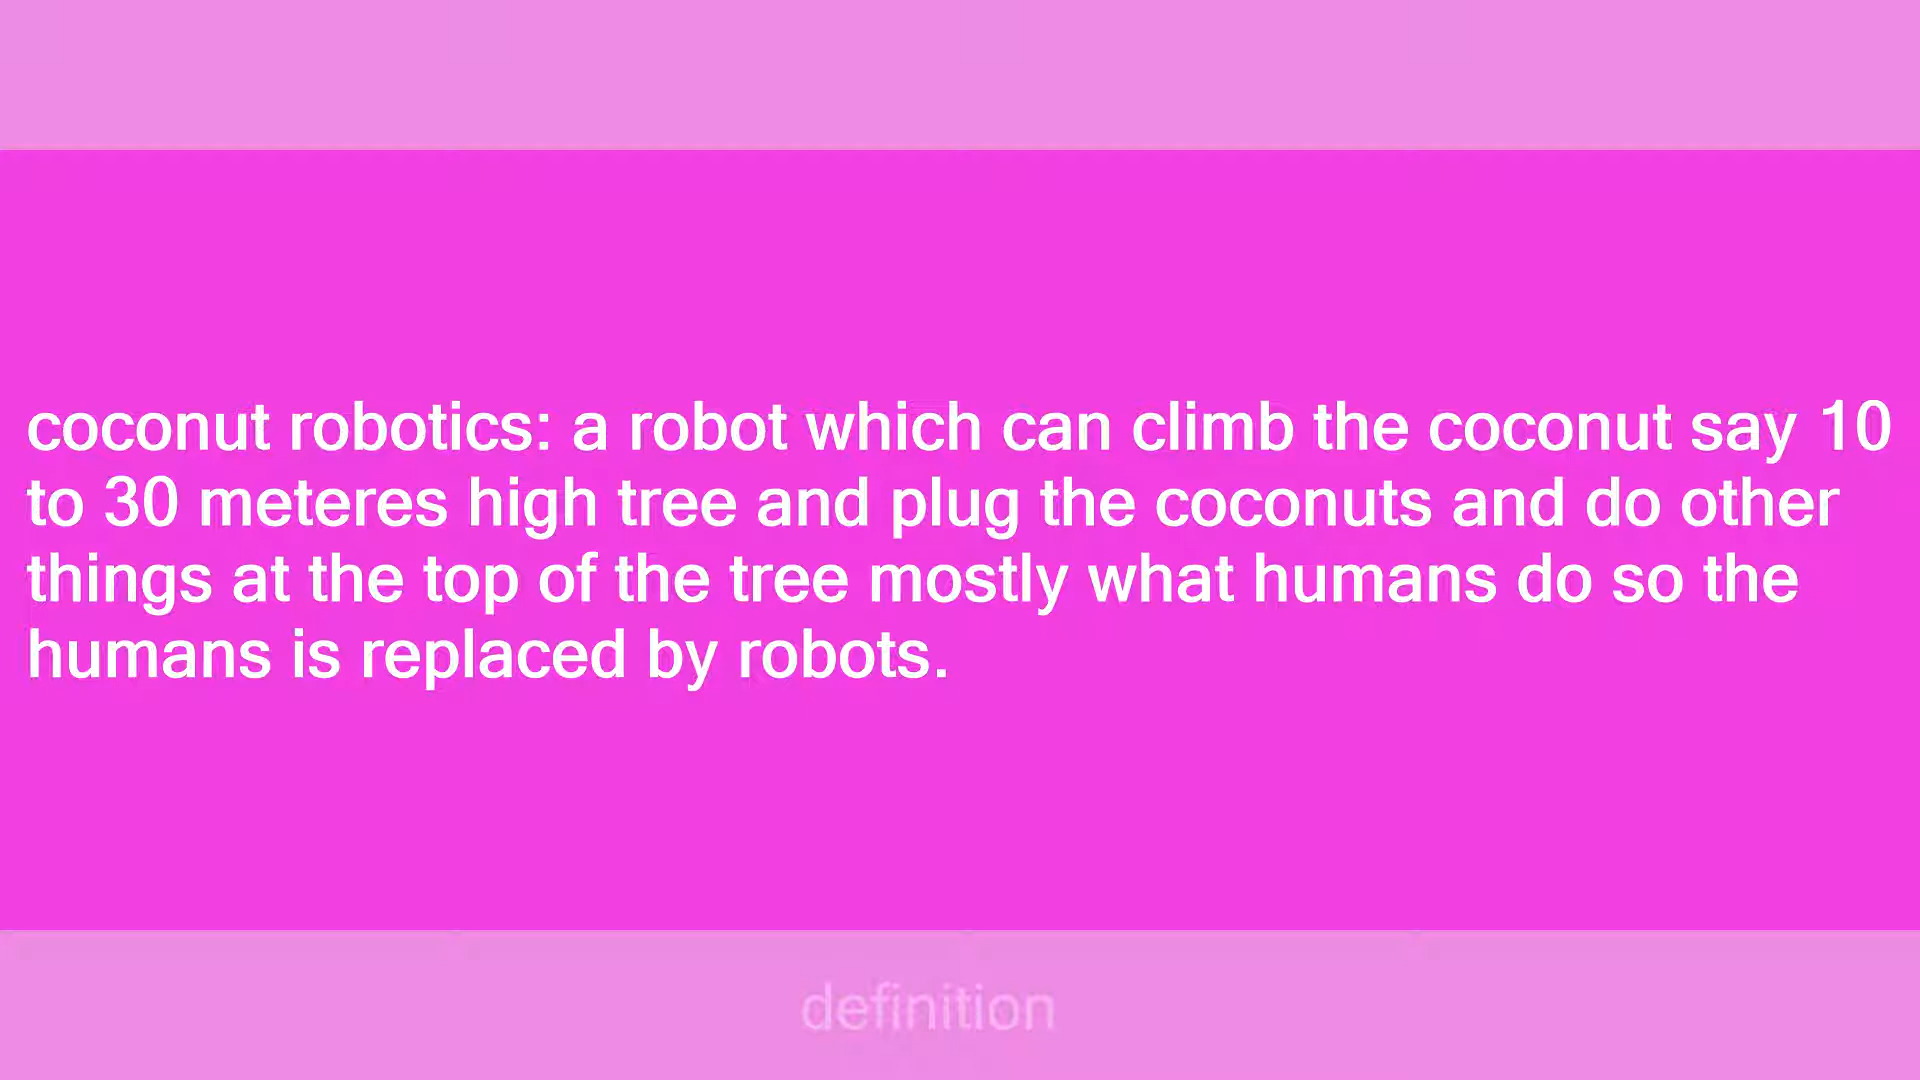 coconut robotics: a robot which can climb the coconut say 10
to 30 meteres high tree and plug the coconuts and do other
things at the top of the tree mostly what humans do so the
humans is replaced by robots.
definition